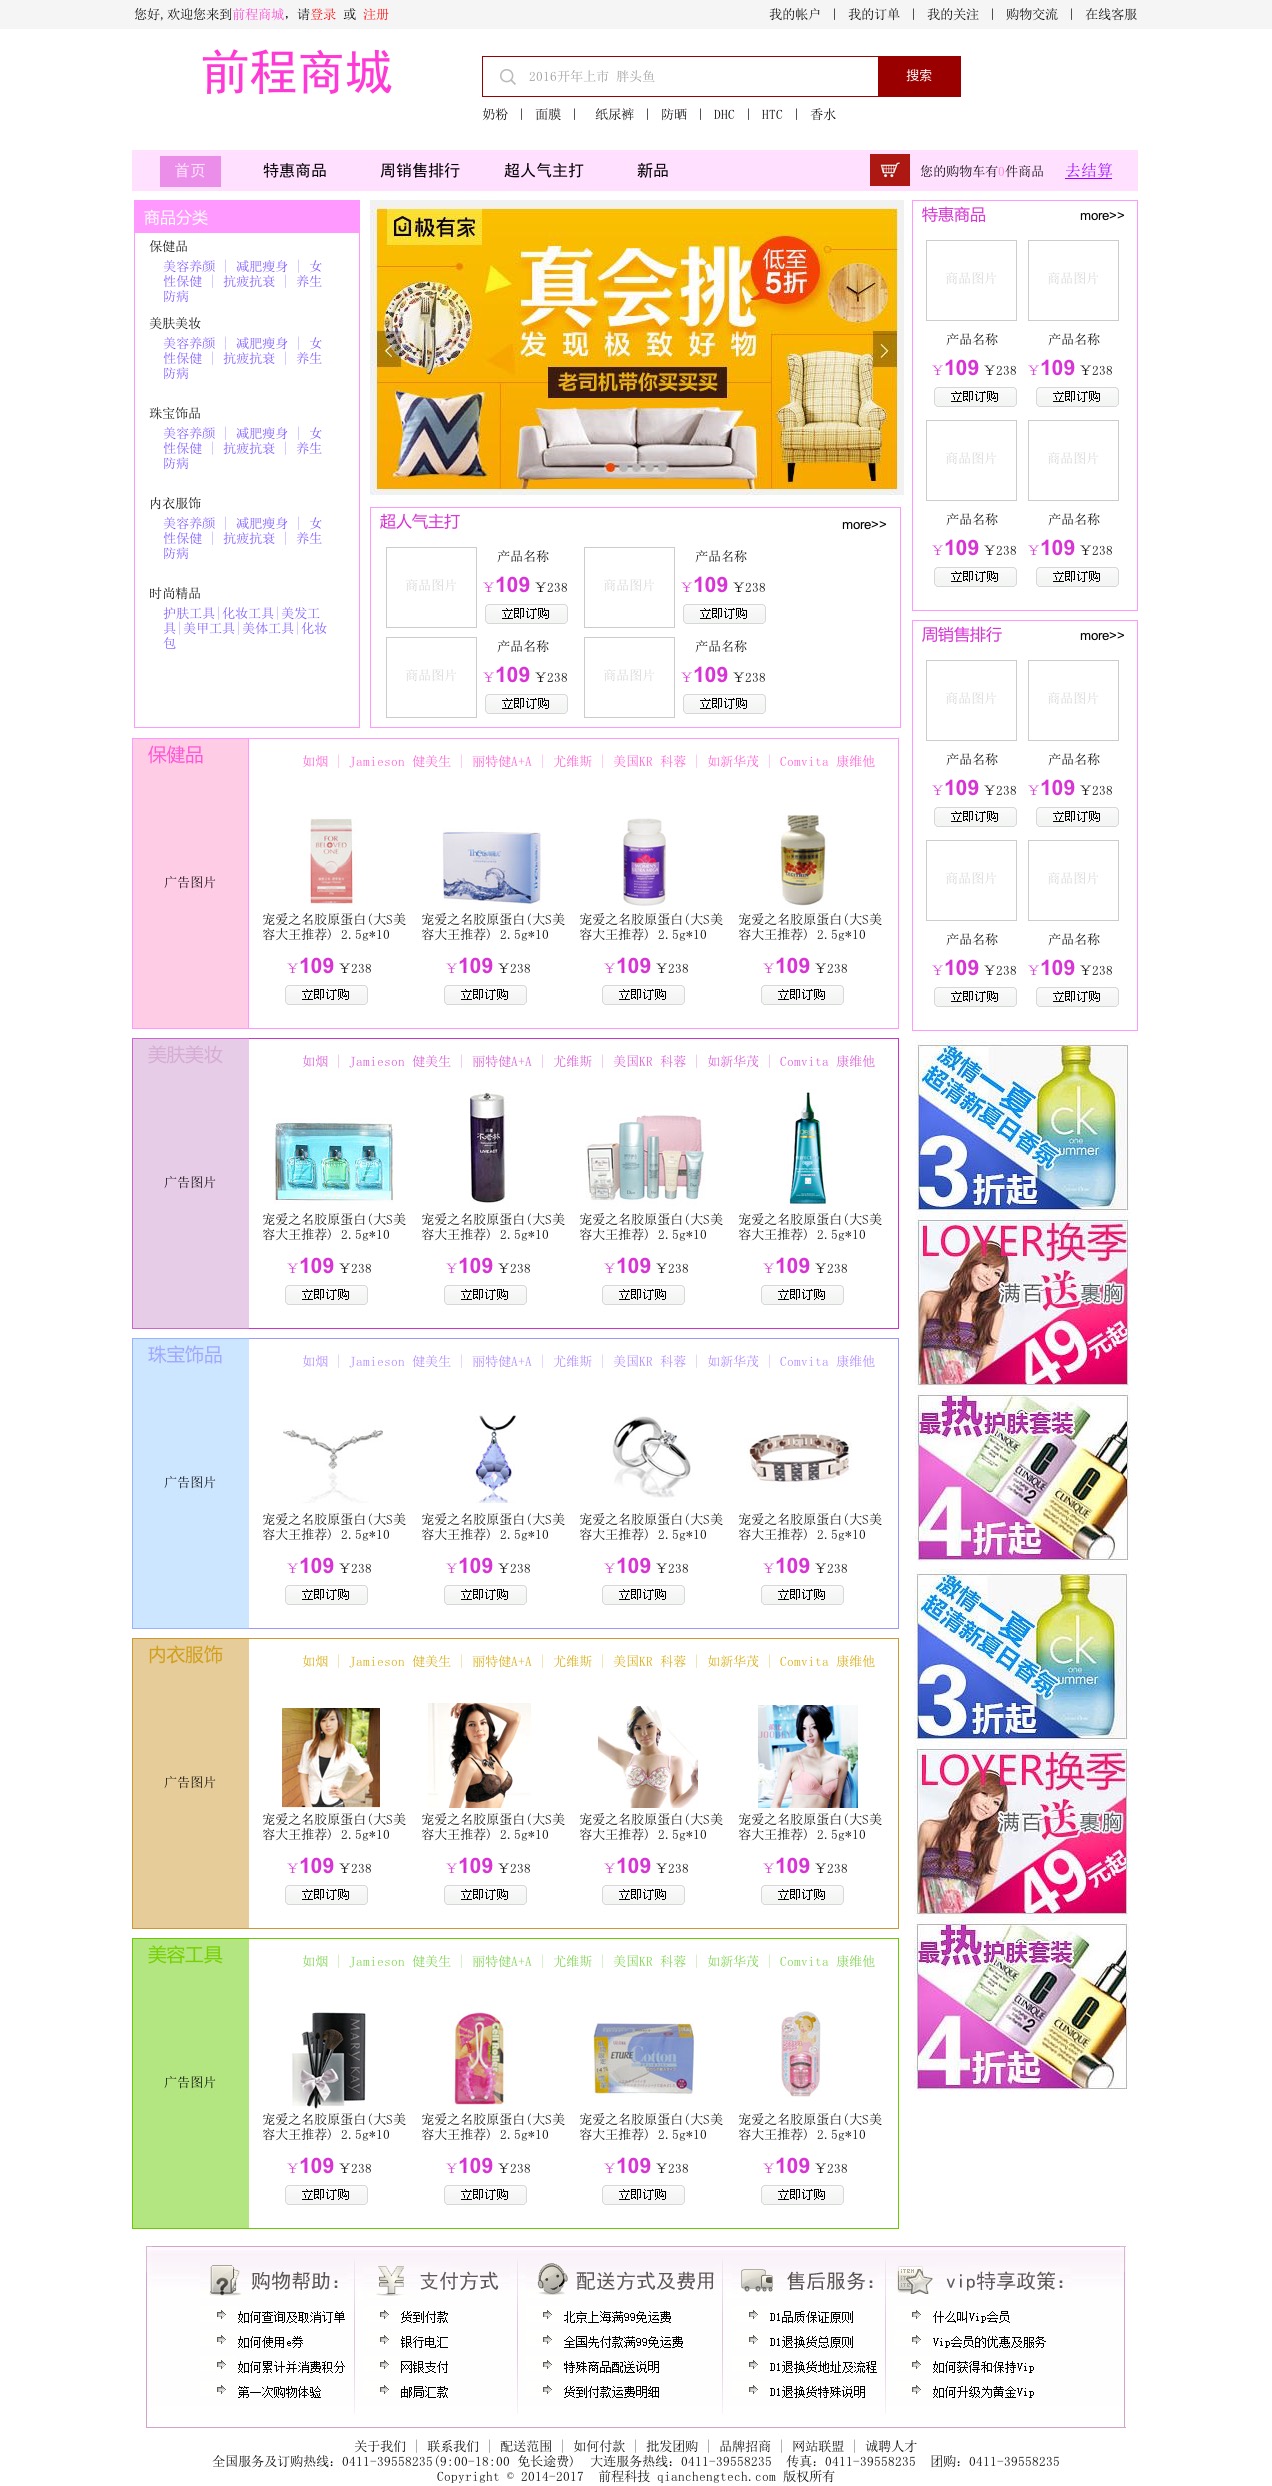 您好,欢迎您来到前程商城，请登录 或 注册
我的帐户 | 我的订单 | 我的关注 | 购物交流 | 在线客服
前程商城
2016开年上市 胖头鱼
搜索
奶粉 | 面膜 | 纸尿裤 | 防晒 | DHC | HTC | 香水
首页 特惠商品 周销售排行 超人气主打 新品
您的购物车有0件商品 去结算
商品分类
保健品
美容养颜 | 减肥瘦身 | 女
性保健 | 抗疲抗衰 | 养生
防病
美肤美妆
美容养颜 | 减肥瘦身 | 女
性保健 | 抗疲抗衰 | 养生
防病
珠宝饰品
美容养颜 | 减肥瘦身 | 女
性保健 | 抗疲抗衰 | 养生
防病
内衣服饰
美容养颜 | 减肥瘦身 | 女
性保健 | 抗疲抗衰 | 养生
防病
时尚精品
护肤工具|化妆工具|美发工
具|美甲工具|美体工具|化妆
包
极有家
真会挑
低至
5折
发现极致好物
老司机带你买买买
超人气主打 more>>
商品图片 产品名称 商品图片 产品名称
￥109 ￥238 ￥109 ￥238
立即订购 立即订购
商品图片 产品名称 商品图片 产品名称
￥109 ￥238 ￥109 ￥238
立即订购 立即订购
特惠商品 more>>
商品图片 商品图片
产品名称 产品名称
￥109 ￥238 ￥109 ￥238
立即订购 立即订购
商品图片 商品图片
产品名称 产品名称
￥109 ￥238 ￥109 ￥238
立即订购 立即订购
周销售排行 more>>
商品图片 商品图片
产品名称 产品名称
￥109 ￥238 ￥109 ￥238
立即订购 立即订购
商品图片 商品图片
产品名称 产品名称
￥109 ￥238 ￥109 ￥238
立即订购 立即订购
保健品
广告图片
如烟 | Jamieson 健美生 | 丽特健A+A | 尤维斯 | 美国KR 科蓉 | 如新华茂 | Comvita 康维他
FOR
BELOVED
ONE
宠爱之名胶原蛋白(大S美 宠爱之名胶原蛋白(大S美 宠爱之名胶原蛋白(大S美 宠爱之名胶原蛋白(大S美
容大王推荐) 2.5g*10 容大王推荐) 2.5g*10 容大王推荐) 2.5g*10 容大王推荐) 2.5g*10
￥109 ￥238 ￥109 ￥238 ￥109 ￥238 ￥109 ￥238
立即订购 立即订购 立即订购 立即订购
美肤美妆
广告图片
如烟 | Jamieson 健美生 | 丽特健A+A | 尤维斯 | 美国KR 科蓉 | 如新华茂 | Comvita 康维他
宠爱之名胶原蛋白(大S美 宠爱之名胶原蛋白(大S美 宠爱之名胶原蛋白(大S美 宠爱之名胶原蛋白(大S美
容大王推荐) 2.5g*10 容大王推荐) 2.5g*10 容大王推荐) 2.5g*10 容大王推荐) 2.5g*10
￥109 ￥238 ￥109 ￥238 ￥109 ￥238 ￥109 ￥238
立即订购 立即订购 立即订购 立即订购
珠宝饰品
广告图片
如烟 | Jamieson 健美生 | 丽特健A+A | 尤维斯 | 美国KR 科蓉 | 如新华茂 | Comvita 康维他
宠爱之名胶原蛋白(大S美 宠爱之名胶原蛋白(大S美 宠爱之名胶原蛋白(大S美 宠爱之名胶原蛋白(大S美
容大王推荐) 2.5g*10 容大王推荐) 2.5g*10 容大王推荐) 2.5g*10 容大王推荐) 2.5g*10
￥109 ￥238 ￥109 ￥238 ￥109 ￥238 ￥109 ￥238
立即订购 立即订购 立即订购 立即订购
内衣服饰
广告图片
如烟 | Jamieson 健美生 | 丽特健A+A | 尤维斯 | 美国KR 科蓉 | 如新华茂 | Comvita 康维他
宠爱之名胶原蛋白(大S美 宠爱之名胶原蛋白(大S美 宠爱之名胶原蛋白(大S美 宠爱之名胶原蛋白(大S美
容大王推荐) 2.5g*10 容大王推荐) 2.5g*10 容大王推荐) 2.5g*10 容大王推荐) 2.5g*10
￥109 ￥238 ￥109 ￥238 ￥109 ￥238 ￥109 ￥238
立即订购 立即订购 立即订购 立即订购
美容工具
广告图片
如烟 | Jamieson 健美生 | 丽特健A+A | 尤维斯 | 美国KR 科蓉 | 如新华茂 | Comvita 康维他
MARY KAY
Cotton
宠爱之名胶原蛋白(大S美 宠爱之名胶原蛋白(大S美 宠爱之名胶原蛋白(大S美 宠爱之名胶原蛋白(大S美
容大王推荐) 2.5g*10 容大王推荐) 2.5g*10 容大王推荐) 2.5g*10 容大王推荐) 2.5g*10
￥109 ￥238 ￥109 ￥238 ￥109 ￥238 ￥109 ￥238
立即订购 立即订购 立即订购 立即订购
激情一夏
超清新夏日香氛
ck
one
summer
3折起
LOVER换季
满百送裹胸
49元起
最热护肤套装
CLINIQUE
4折起
激情一夏
超清新夏日香氛
ck
one
summer
3折起
LOVER换季
满百送裹胸
49元起
最热护肤套装
CLINIQUE
4折起
购物帮助： 支付方式 配送方式及费用 售后服务： vip特享政策：
如何查询及取消订单 货到付款 北京上海满99免运费 D1品质保证原则 什么叫Vip会员
如何使用e券 银行电汇 全国先付款满99免运费 D1退换货总原则 Vip会员的优惠及服务
如何累计并消费积分 网银支付 特殊商品配送说明 D1退换货地址及流程 如何获得和保持Vip
第一次购物体验 邮局汇款 货到付款运费明细 D1退换货特殊说明 如何升级为黄金Vip
关于我们 | 联系我们 | 配送范围 | 如何付款 | 批发团购 | 品牌招商 | 网站联盟 | 诚聘人才
全国服务及订购热线: 0411-39558235(9:00-18:00 免长途费) 大连服务热线: 0411-39558235 传真: 0411-39558235 团购: 0411-39558235
Copyright © 2014-2017 前程科技 qianchengtech.com 版权所有